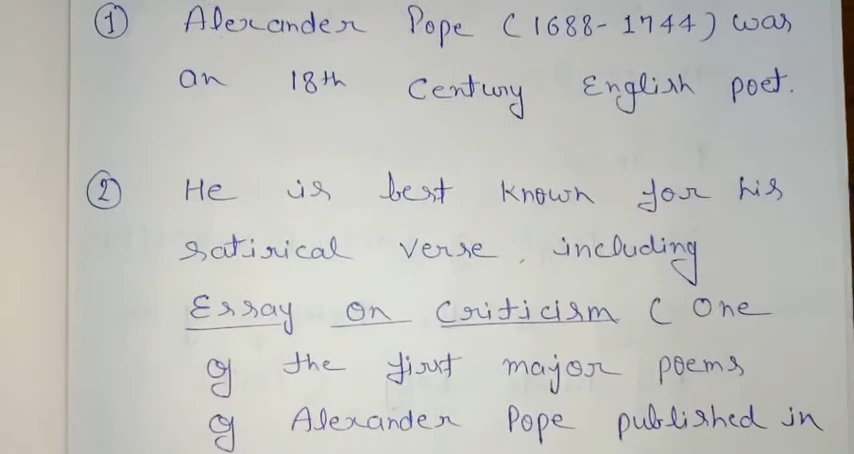 ① Alexander Pope (1688-1744) was
an 18th Century English poet.
② He is best known for his
satirical verse, including
Essay on Criticism (One
of the first major poems
of Alexander Pope published in